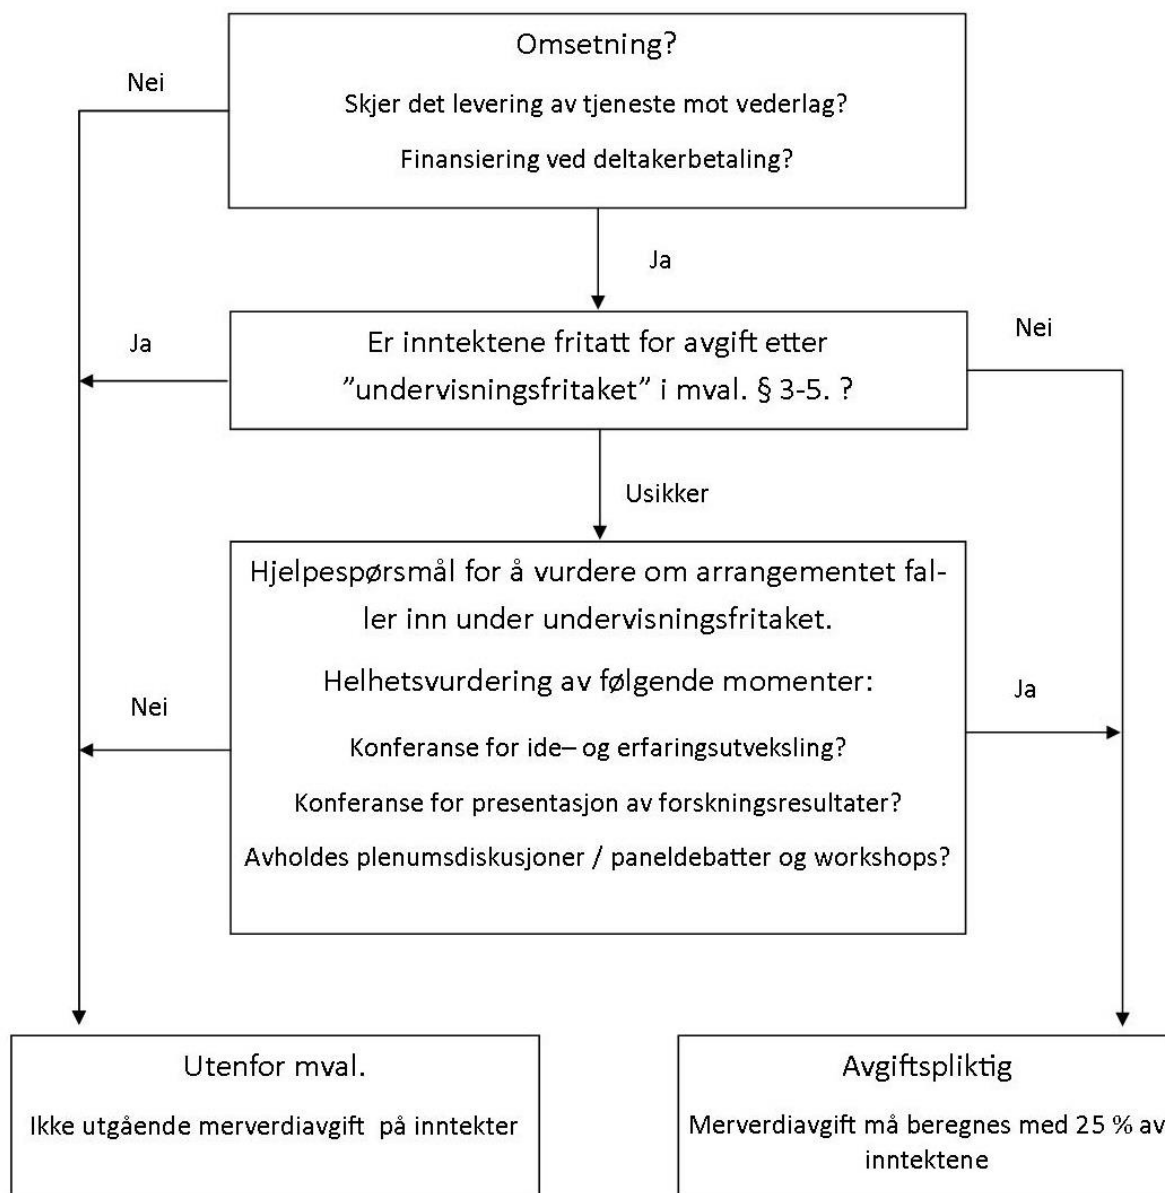 Omsetning?
Nei
Skjer det levering av tjeneste mot vederlag?
Finansiering ved deltakerbetaling?
Ja
Er inntektene fritatt for avgift etter
”undervisningsfritaket” i mval. § 3-5. ?
Ja
Nei
Usikker
Hjelpespørsmål for å vurdere om arrangementet fal-
ler inn under undervisningsfritaket.
Helhetsvurdering av følgende momenter:
Nei
Ja
Konferanse for ide– og erfaringsutveksling?
Konferanse for presentasjon av forskningsresultater?
Avholdes plenumsdiskusjoner / paneldebatter og workshops?
Utenfor mval.
Ikke utgående merverdiavgift på inntekter
Avgiftspliktig
Merverdiavgift må beregnes med 25 % av
inntektene